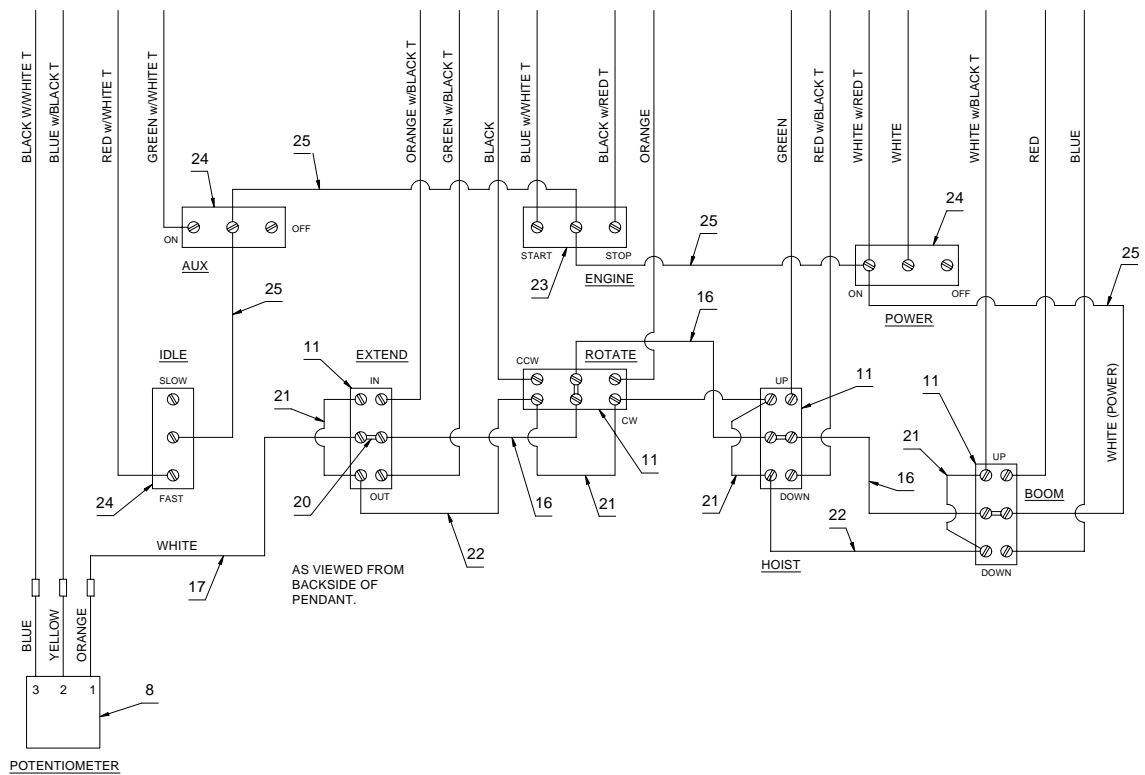 BLACK W/WHITE T
BLUE w/BLACK T
RED w/WHITE T
GREEN w/WHITE T
ORANGE w/BLACK T
GREEN w/BLACK T
BLACK
BLUE w/WHITE T
BLACK w/RED T
ORANGE
GREEN
RED w/BLACK T
WHITE w/RED T
WHITE
WHITE w/BLACK T
RED
BLUE
24
25
ON
OFF
AUX
START
STOP
23
ENGINE
25
24
ON
OFF
POWER
25
25
16
IDLE
SLOW
FAST
24
11
EXTEND
IN
OUT
21
20
CCW
ROTATE
CW
11
16
21
22
UP
11
DOWN
21
HOIST
16
22
11
UP
21
BOOM
DOWN
WHITE (POWER)
WHITE
17
AS VIEWED FROM
BACKSIDE OF
PENDANT.
BLUE
YELLOW
ORANGE
3 2 1
8
POTENTIOMETER